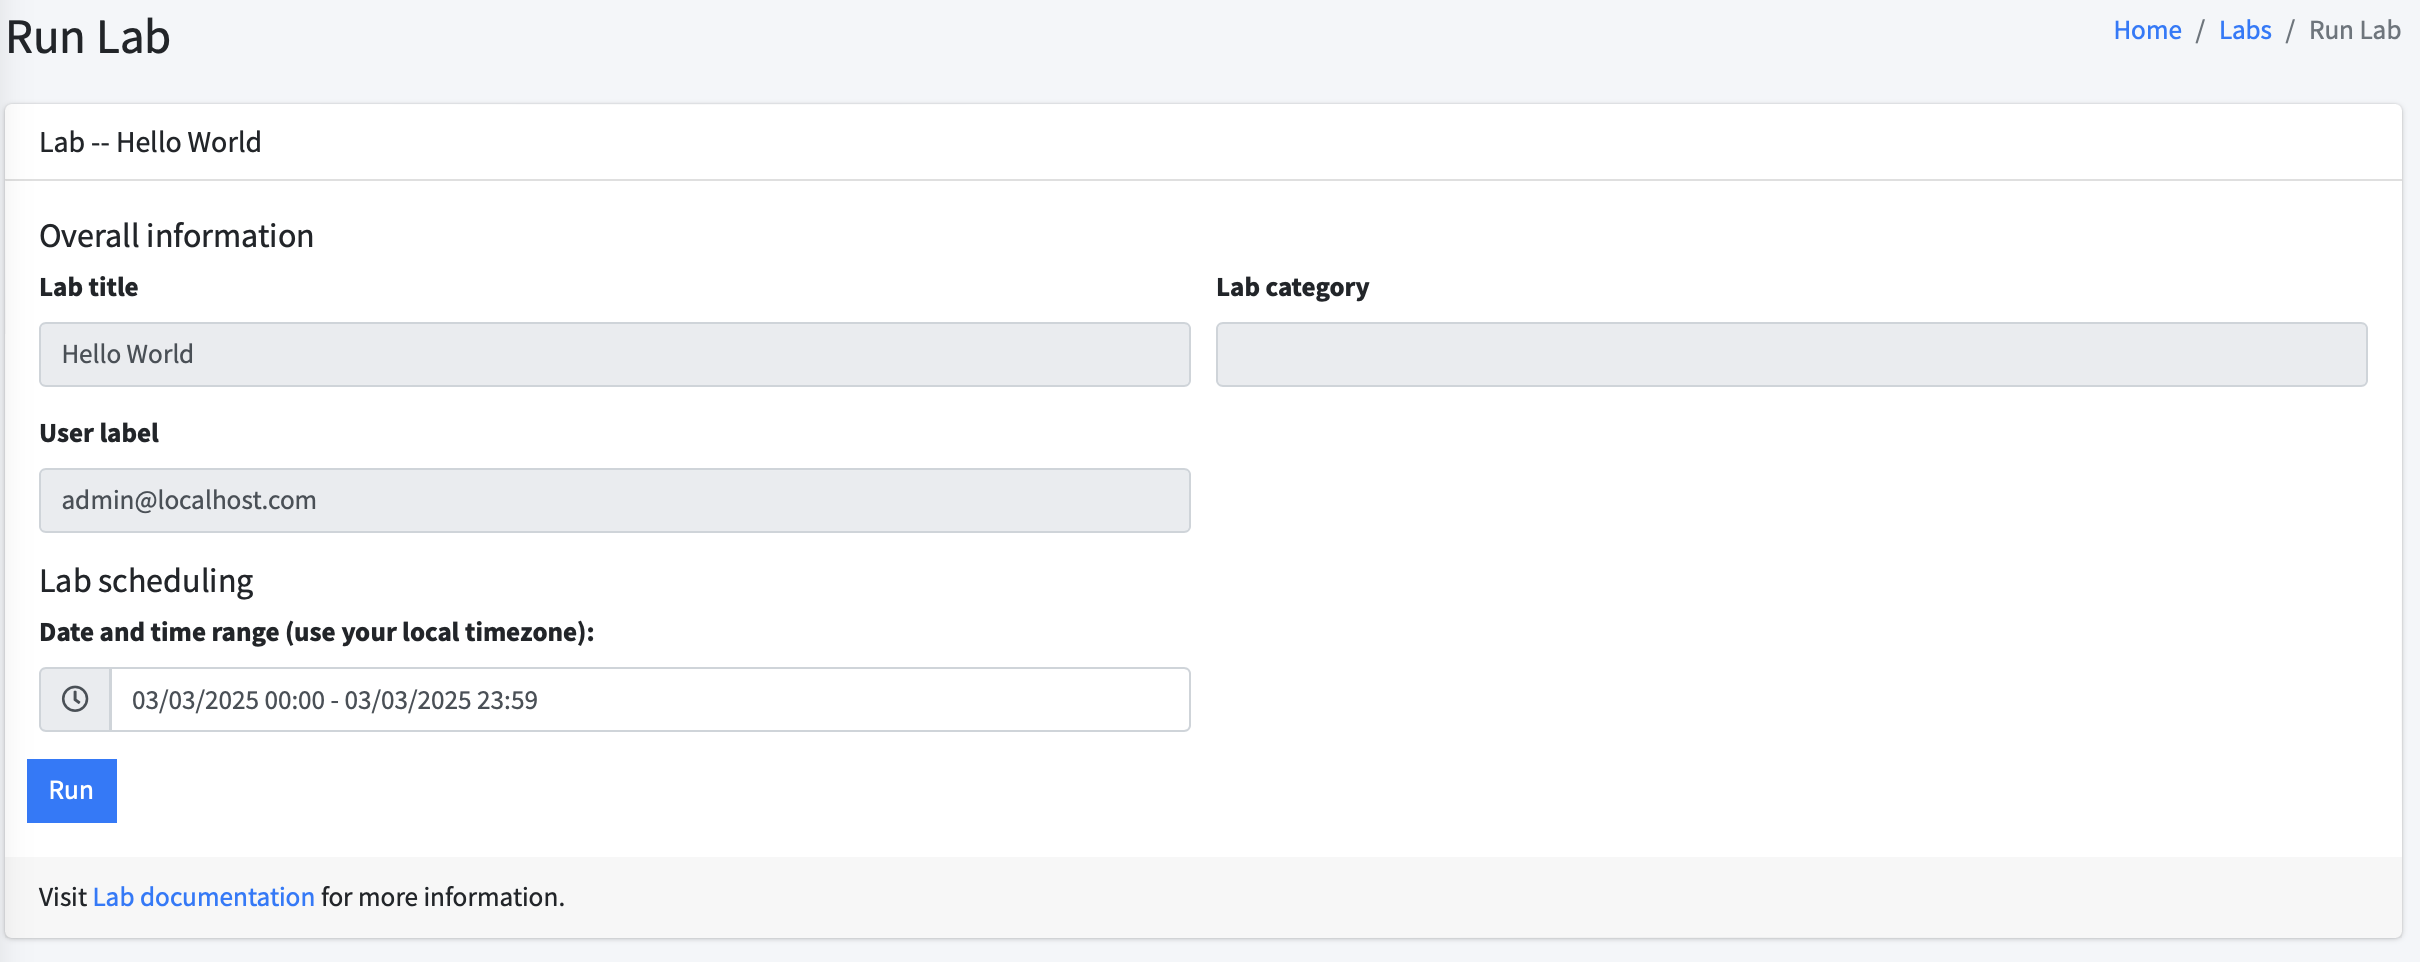 Run Lab
Home / Labs / Run Lab
Lab -- Hello World
Overall information
Lab title
Lab category
Hello World
User label
admin@localhost.com
Lab scheduling
Date and time range (use your local timezone):
03/03/2025 00:00 - 03/03/2025 23:59
Run
Visit Lab documentation for more information.